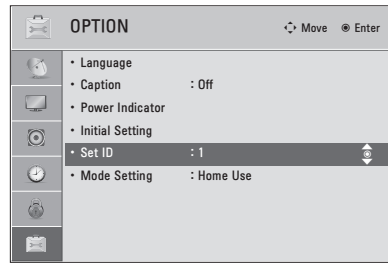 OPTION Move Enter
• Language
• Caption : Off
• Power Indicator
• Initial Setting
• Set ID : 1
• Mode Setting : Home Use